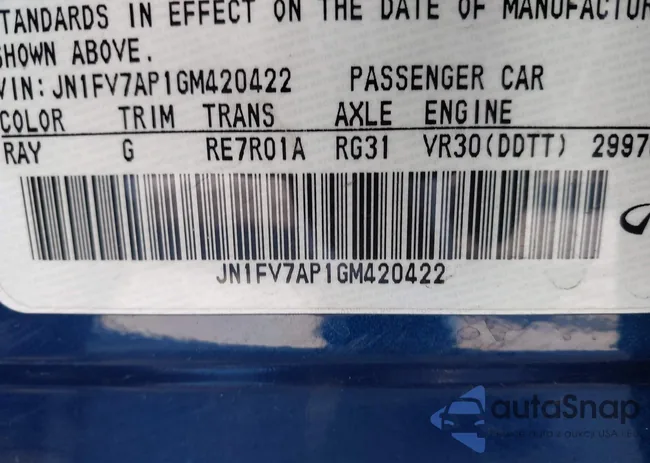 TANDARDS IN EFFECT ON THE DATE OF MANUFACTUR
SHOWN ABOVE.
VIN: JN1FV7AP1GM420422 PASSENGER CAR
COLOR TRIM TRANS AXLE ENGINE
RAY G RE7R01A RG31 VR30(DDTT) 2997
JN1FV7AP1GM420422
autoSnap